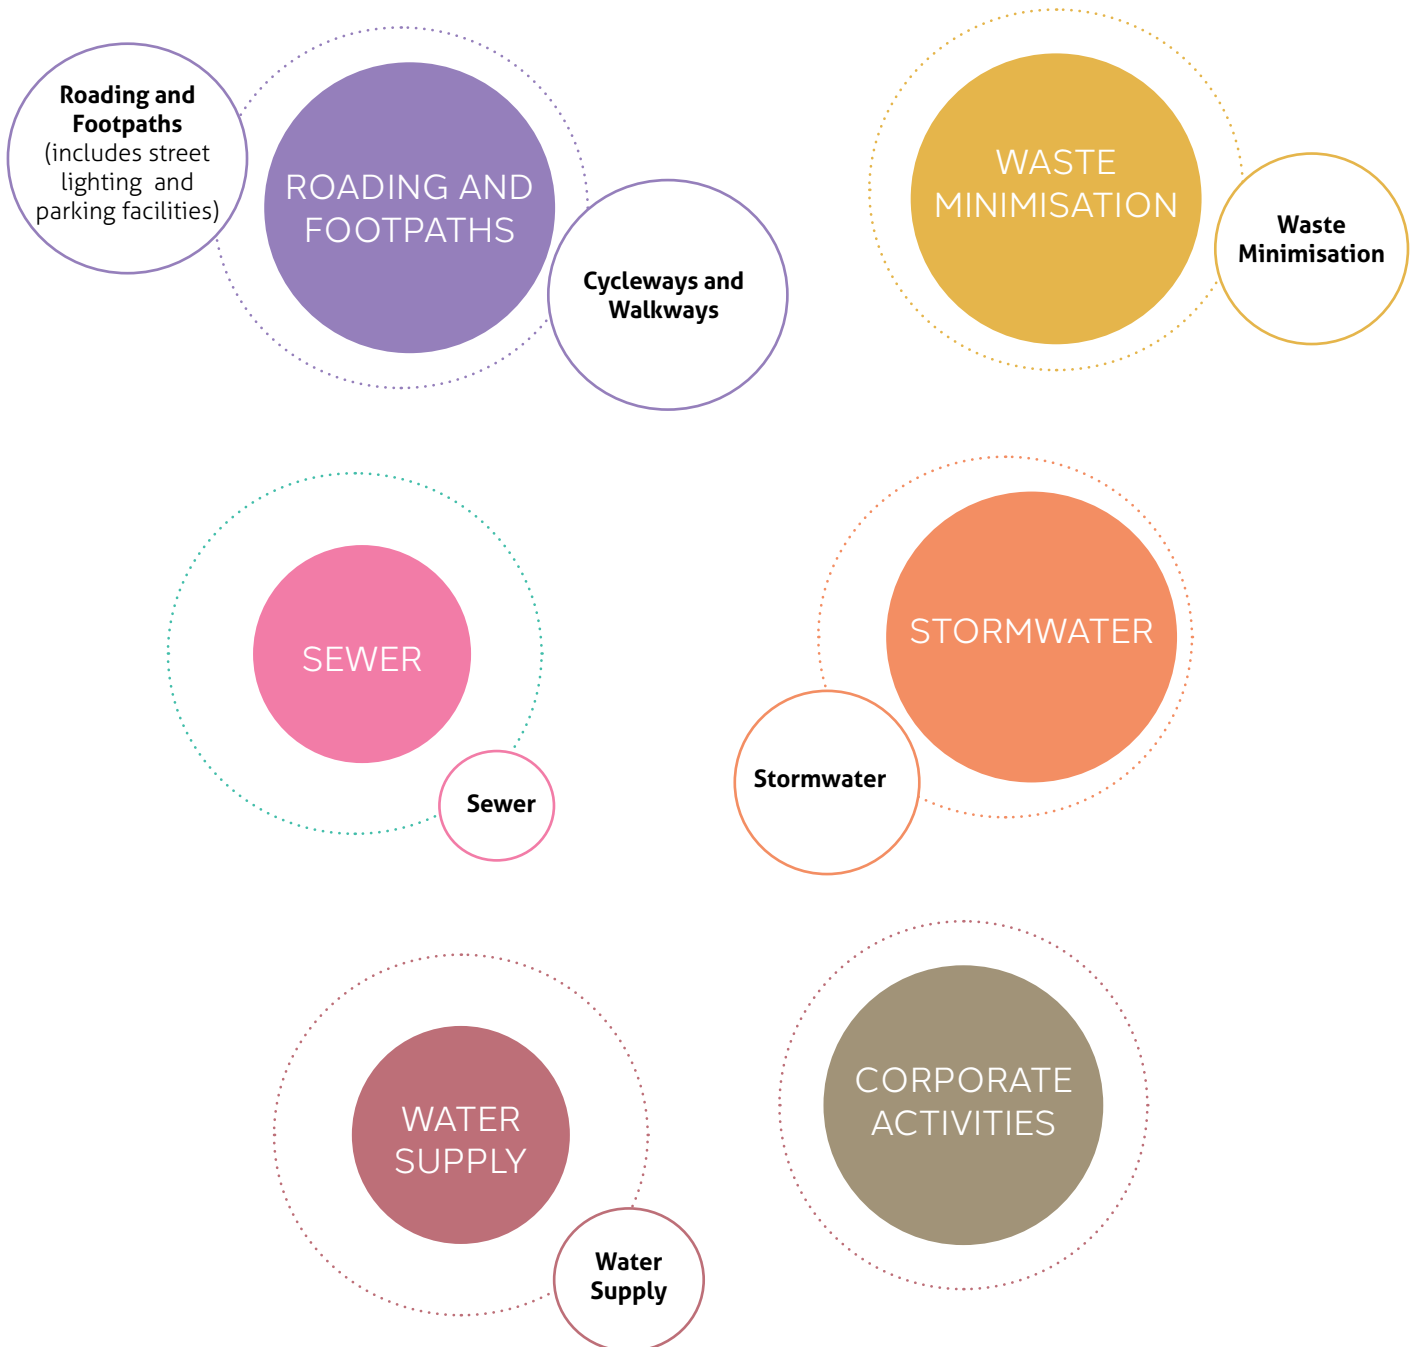 Roading and
Footpaths
(includes street
lighting and
parking facilities)
ROADING AND
FOOTPATHS
Cycleways and
Walkways
WASTE
MINIMISATION
Waste
Minimisation
SEWER
Sewer
STORMWATER
Stormwater
WATER
SUPPLY
Water
Supply
CORPORATE
ACTIVITIES